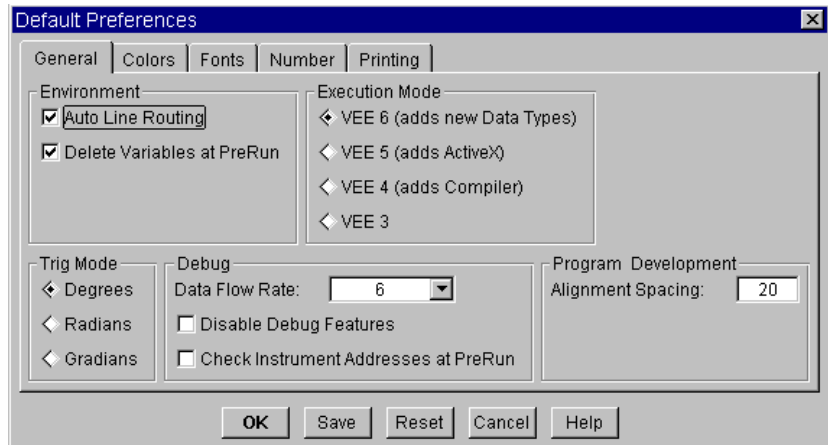 Default Preferences
General Colors Fonts Number Printing
Environment
Auto Line Routing
Delete Variables at PreRun
Execution Mode
VEE 6 (adds new Data Types)
VEE 5 (adds ActiveX)
VEE 4 (adds Compiler)
VEE 3
Trig Mode
Degrees
Radians
Gradians
Debug
Data Flow Rate: 6
Disable Debug Features
Check Instrument Addresses at PreRun
Program Development
Alignment Spacing: 20
OK Save Reset Cancel Help